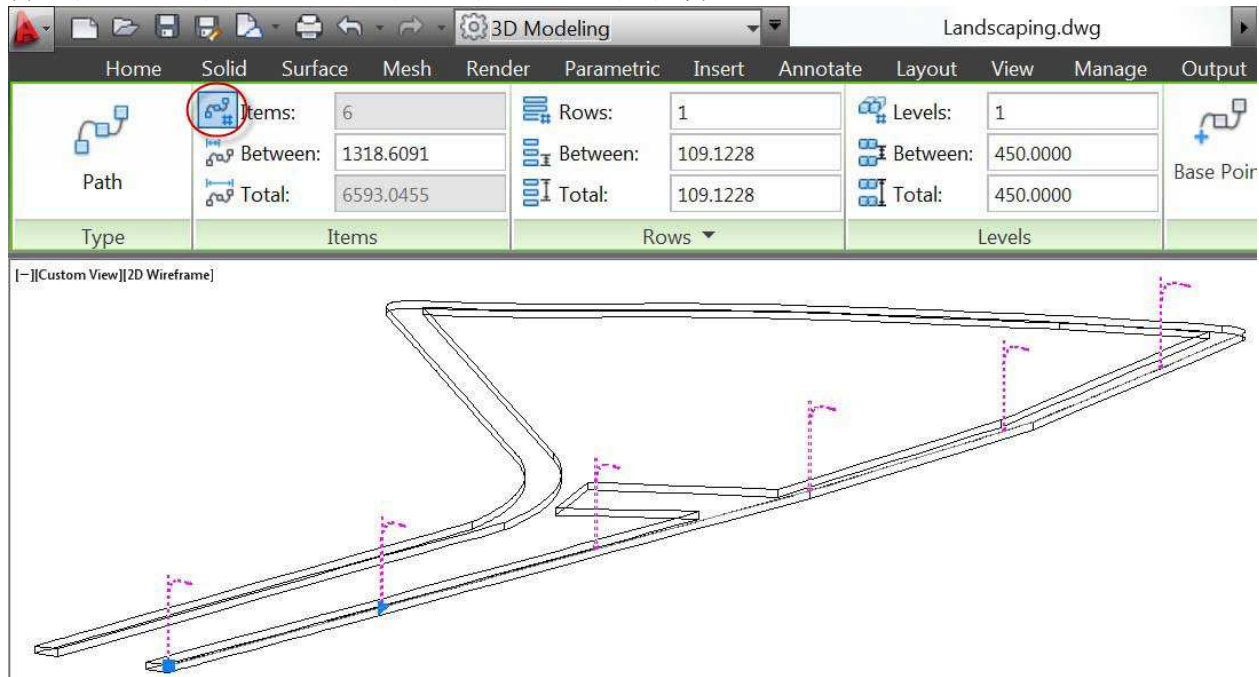 3D Modeling Landscaping.dwg
Home Solid Surface Mesh Render Parametric Insert Annotate Layout View Manage Output
Items: 6 Rows: 1 Levels: 1
Between: 1318.6091 Between: 109.1228 Between: 450.0000
Path Base Poin
Total: 6593.0455 Total: 109.1228 Total: 450.0000
Type Items Rows Levels
[−][Custom View][2D Wireframe]